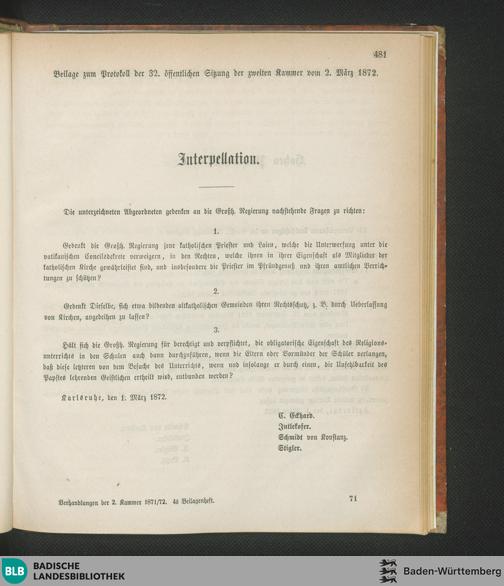 481
Beilage zum Protokoll der 32. öffentlichen Sitzung der zweiten Kammer vom 2. März 1872.
Interpellation.
Die unterzeichneten Abgeordneten gedenken an die Großh. Regierung nachstehende Fragen zu richten:
1.
Gedenkt die Großh. Regierung jene katholischen Priester und Laien, welche die Unterwerfung unter die
vatikanischen Concilsdekrete verweigern, in den Rechten, welche ihnen in ihrer Eigenschaft als Mitglieder der
katholischen Kirche gewährleistet sind, und insbesondere die Priester im Pfründgenuß und ihren amtlichen Verrich-
tungen zu schützen?
2.
Gedenkt Dieselbe, sich etwa bildenden altkatholischen Gemeinden ihren Rechtsschutz, z. B. durch Ueberlassung
von Kirchen, angedeihen zu lassen?
3.
Hält sich die Großh. Regierung für berechtigt und verpflichtet, die obligatorische Eigenschaft des Religions-
unterrichts in den Schulen auch dann durchzuführen, wenn die Eltern oder Vormünder der Schüler verlangen,
daß diese letzteren von dem Besuche des Unterrichts, wenn und insolange er durch einen, die Unfehlbarkeit des
Papstes lehrenden Geistlichen ertheilt wird, entbunden werden?
Karlsruhe, den 1. März 1872.
C. Eckhard.
Juntekofer.
Schmidt von Konstanz.
Stigler.
Verhandlungen der 2. Kammer 1871/72. 4s Beilagenheft.
71
BLB
BADISCHE
LANDESBIBLIOTHEK
Baden-Württemberg